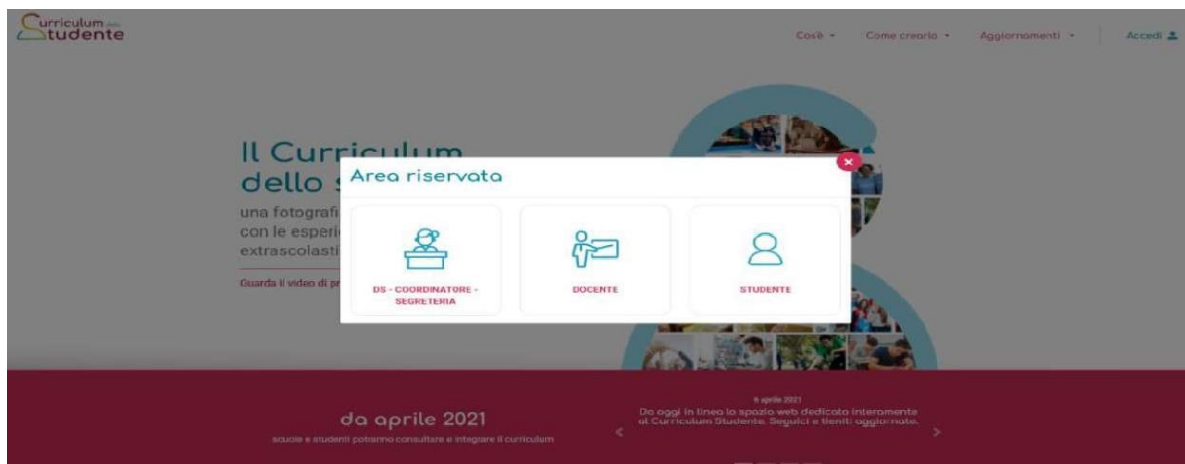 Curriculum dello
Studente
Cos'è
Come crearlo
Aggiornamenti
Accedi
Il Curriculum
dello s
una fotografi
con le esperi
extrascolasti
Guarda il video di pr
Area riservata
DS - COORDINATORE -
SEGRETERIA
DOCENTE
STUDENTE
da aprile 2021
scuole e studenti potranno consultare e integrare il curriculum
6 aprile 2021
Da oggi in linea lo spazio web dedicato interamente
al Curriculum Studente. Seguici e tieniti aggiornato.